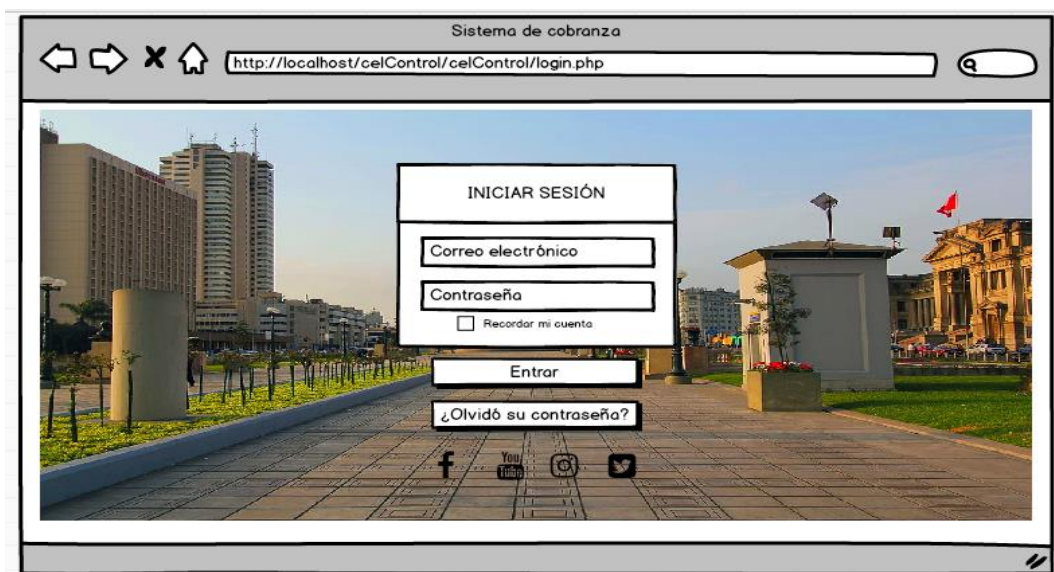 Sistema de cobranza
http://localhost/celControl/celControl/login.php
INICIAR SESIÓN
Correo electrónico
Contraseña
Recordar mi cuenta
Entrar
¿Olvidó su contraseña?
You
Tube